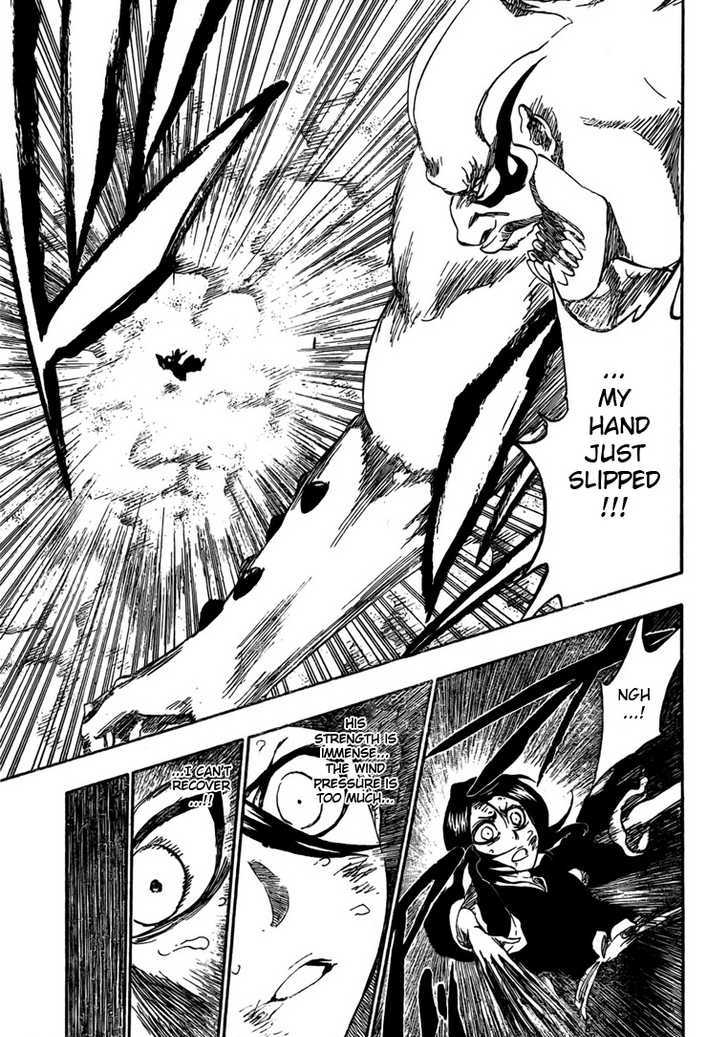 ...
MY
HAND
JUST
SLIPPED
!!!
NGH
...!
HIS
STRENGTH IS
IMMENSE...
THE WIND
PRESSURE IS
TOO MUCH...
...I CAN'T
RECOVER
...!!